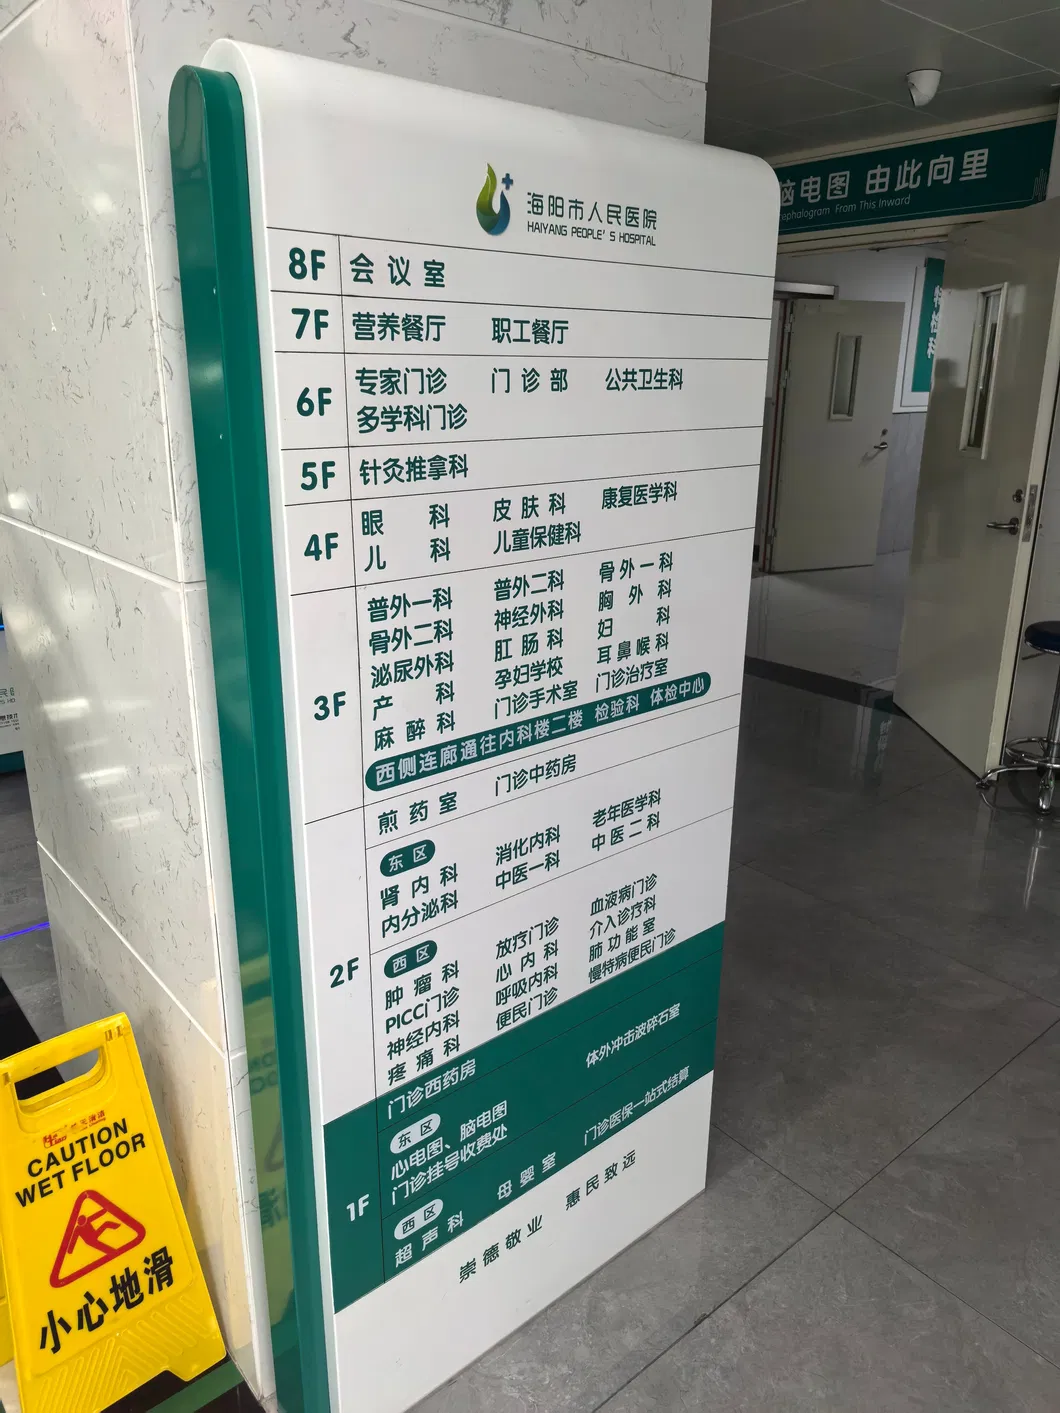 海阳市人民医院
HAIYANG PEOPLE'S HOSPITAL
8F 会议室
7F 营养餐厅 职工餐厅
6F 专家门诊 门诊部 公共卫生科
多学科门诊
5F 针灸推拿科
4F 眼科 皮肤科 康复医学科
儿科 儿童保健科
3F 普外一科 普外二科 骨外一科
骨外二科 神经外科 胸外科
泌尿外科 肛肠科 妇科
产科 孕妇学校 耳鼻喉科
麻醉科 门诊手术室 门诊治疗室
西侧连廊通往内科楼二楼 检验科 体检中心
2F 煎药室 门诊中药房
东区
肾内科 消化内科 老年医学科
内分泌科 中医一科 中医二科
西区
肿瘤科 放疗门诊 血液病门诊
PICC门诊 心内科 介入诊疗科
神经内科 呼吸内科 肺功能室
疼痛科 便民门诊 慢特病便民门诊
1F 门诊西药房
东区
心电图、脑电图 体外冲击波碎石室
门诊挂号收费处
西区
超声科 母婴室 门诊医保一站式结算
崇德敬业 惠民致远
脑电图 由此向里
From This Inward
CAUTION
WET FLOOR
小心地滑